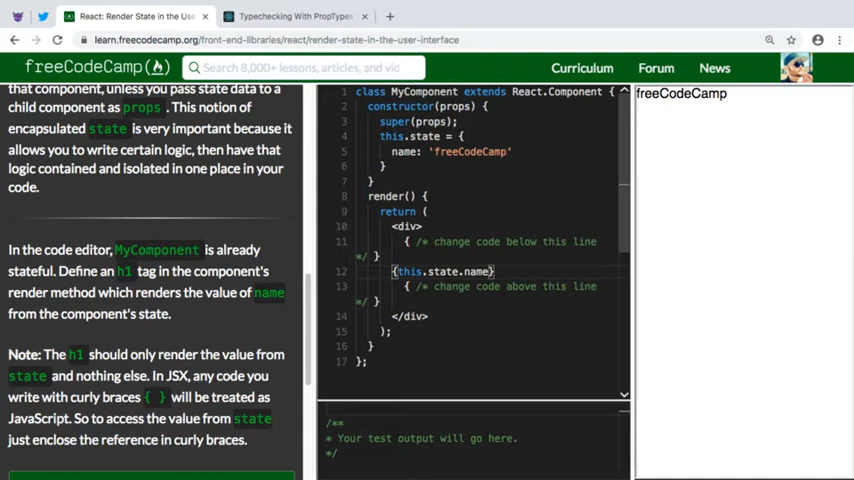 React: Render State in the Use
Typechecking With PropTypes
learn.freecodecamp.org/front-end-libraries/react/render-state-in-the-user-interface
freeCodeCamp
Search 8,000+ lessons, articles, and vid
Curriculum
Forum
News
that component, unless you pass state data to a
child component as props . This notion of
encapsulated state is very important because it
allows you to write certain logic, then have that
logic contained and isolated in one place in your
code.
In the code editor, MyComponent is already
stateful. Define an h1 tag in the component's
render method which renders the value of name
from the component's state.
Note: The h1 should only render the value from
state and nothing else. In JSX, any code you
write with curly braces { } will be treated as
JavaScript. So to access the value from state
just enclose the reference in curly braces.
1 class MyComponent extends React.Component {
2 constructor(props) {
3 super(props);
4 this.state = {
5 name: 'freeCodeCamp'
6 }
7 }
8 render() {
9 return (
10 <div>
11 { /* change code below this line
*/ }
12 {this.state.name}
13 { /* change code above this line
*/ }
14 </div>
15 );
16 }
17 };
/**
* Your test output will go here.
*/
freeCodeCamp